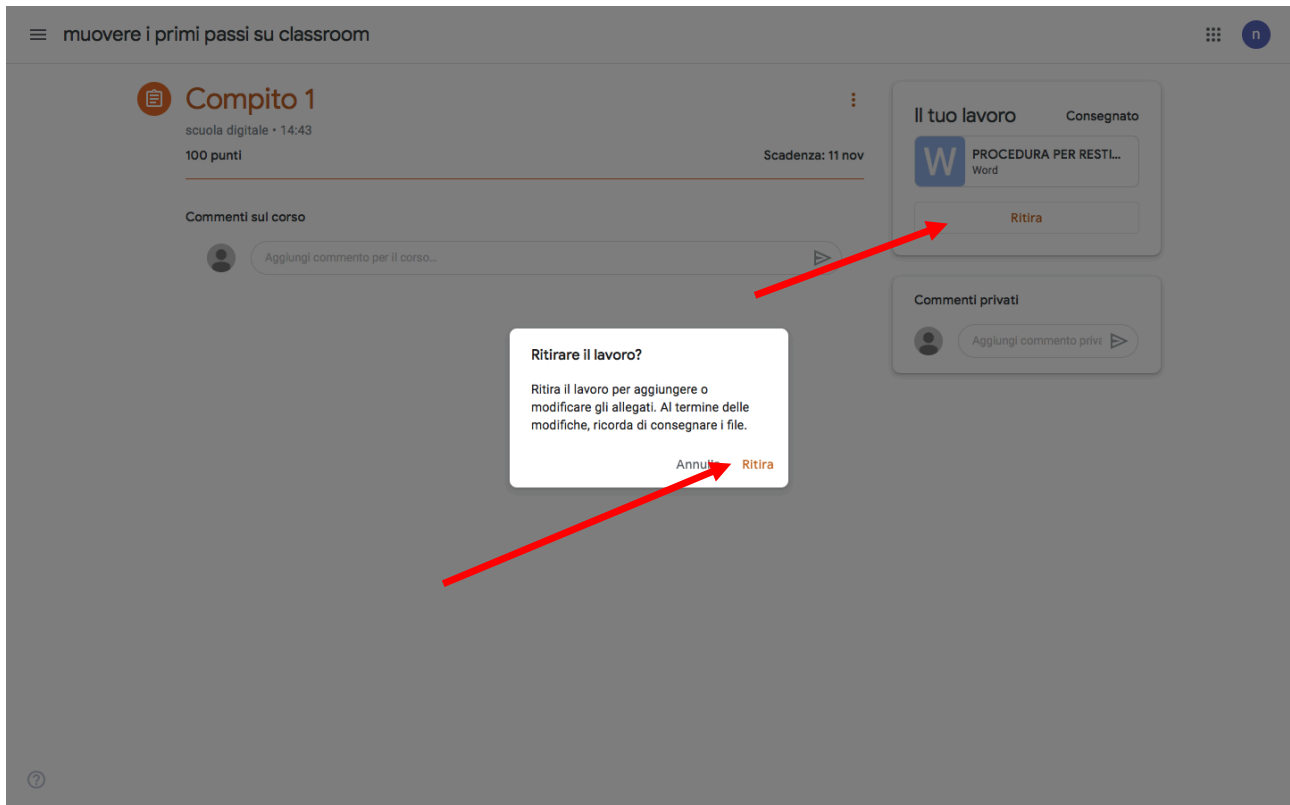 muovere i primi passi su classroom
n
Compito 1
scuola digitale • 14:43
100 punti
Scadenza: 11 nov
Commenti sul corso
Aggiungi commento per il corso...
Il tuo lavoro
Consegnato
W
PROCEDURA PER RESTI...
Word
Ritira
Commenti privati
Aggiungi commento priva
Ritirare il lavoro?
Ritira il lavoro per aggiungere o
modificare gli allegati. Al termine delle
modifiche, ricorda di consegnare i file.
Annulla
Ritira